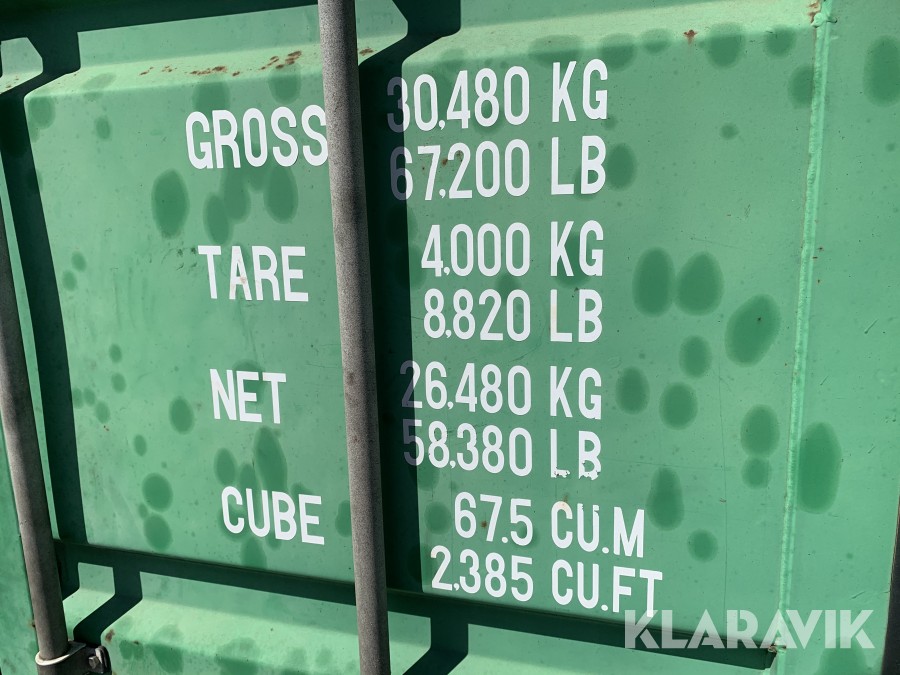 GROSS 30,480 KG
67,200 LB
TARE 4,000 KG
8,820 LB
NET 26,480 KG
58,380 LB
CUBE 67.5 CU.M
2,385 CU.FT
KLARAVIK